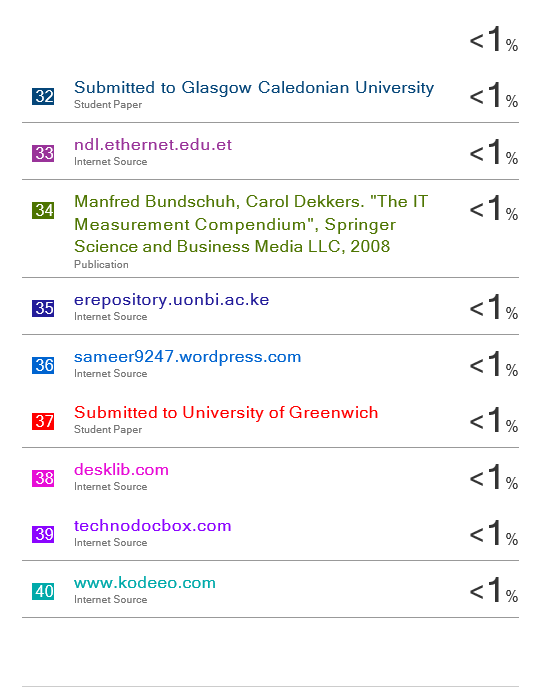 <1%
32 Submitted to Glasgow Caledonian University <1%
Student Paper
33 ndl.ethernet.edu.et <1%
Internet Source
34 Manfred Bundschuh, Carol Dekkers. "The IT <1%
Measurement Compendium", Springer
Science and Business Media LLC, 2008
Publication
35 erepository.uonbi.ac.ke <1%
Internet Source
36 sameer9247.wordpress.com <1%
Internet Source
37 Submitted to University of Greenwich <1%
Student Paper
38 desklib.com <1%
Internet Source
39 technodocbox.com <1%
Internet Source
40 www.kodeeo.com <1%
Internet Source